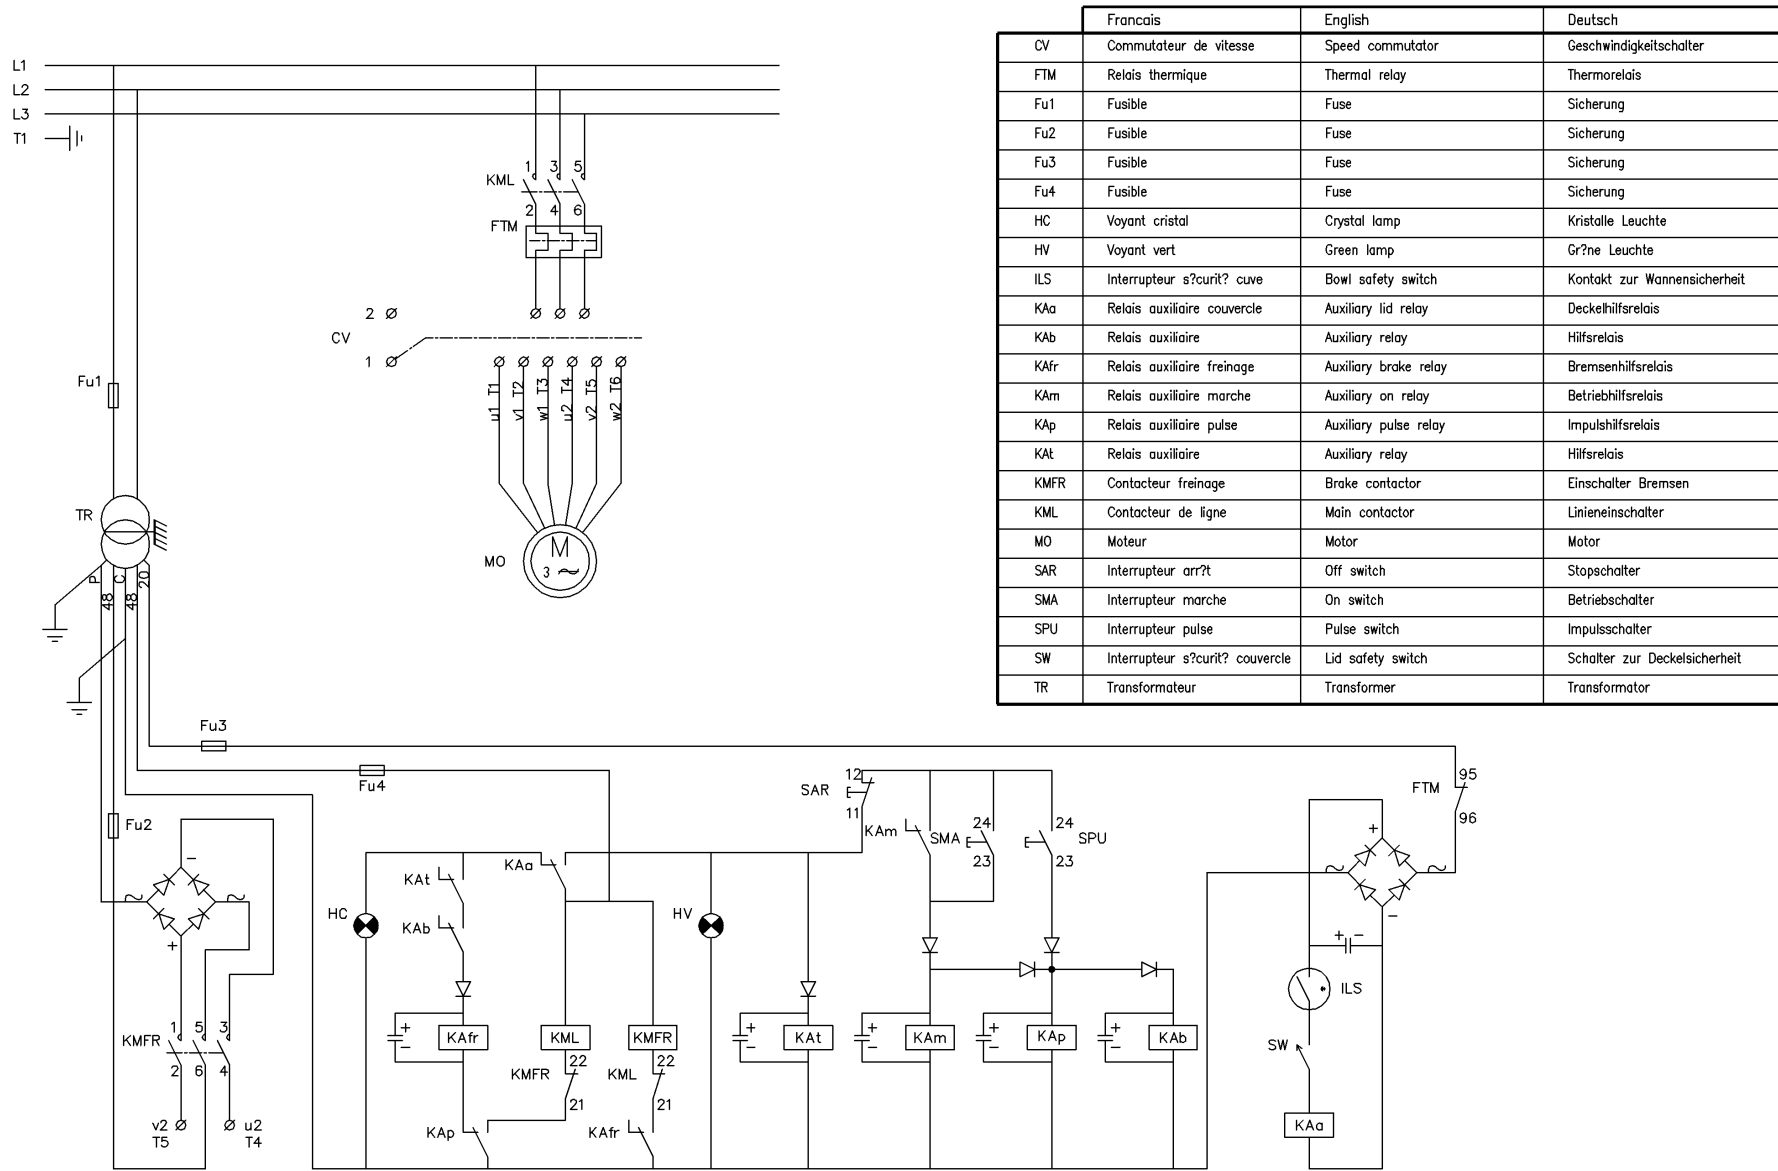 Francais English Deutsch
CV Commutateur de vitesse Speed commutator Geschwindigkeitschalter
FTM Relais thermique Thermal relay Thermorelais
Fu1 Fusible Fuse Sicherung
Fu2 Fusible Fuse Sicherung
Fu3 Fusible Fuse Sicherung
Fu4 Fusible Fuse Sicherung
HC Voyant cristal Crystal lamp Kristalle Leuchte
HV Voyant vert Green lamp Gr?ne Leuchte
ILS Interrupteur s?curit? cuve Bowl safety switch Kontakt zur Wannensicherheit
KAa Relais auxiliaire couvercle Auxiliary lid relay Deckelhilfsrelais
KAb Relais auxiliaire Auxiliary relay Hilfsrelais
KAfr Relais auxiliaire freinage Auxiliary brake relay Bremsenhilfsrelais
KAm Relais auxiliaire marche Auxiliary on relay Betriebhilfsrelais
KAp Relais auxiliaire pulse Auxiliary pulse relay Impulshilfsrelais
KAt Relais auxiliaire Auxiliary relay Hilfsrelais
KMFR Contacteur freinage Brake contactor Einschalter Bremsen
KML Contacteur de ligne Main contactor Linieneinschalter
MO Moteur Motor Motor
SAR Interrupteur arr?t Off switch Stopschalter
SMA Interrupteur marche On switch Betriebschalter
SPU Interrupteur pulse Pulse switch Impulsschalter
SW Interrupteur s?curit? couvercle Lid safety switch Schalter zur Deckelsicherheit
TR Transformateur Transformer Transformator
L1
L2
L3
T1
1 3 5
KML
2 4 6
FTM
2
CV
1
u1 T1
v1 T2
w1 T3
u2 T4
v2 T5
w2 T6
Fu1
TR
MO
M
3 ~
P
48
C
48
20
Fu3
Fu4
Fu2
12
SAR
11
KAm
SMA
24
23
24
SPU
23
FTM
95
96
+
~ ~
-
-
~ ~
+
KAa
KAt
KAb
HC
HV
+ -
ILS
1 5 3
KMFR
2 6 4
v2
T5
u2
T4
+
-
KAfr
KML
KMFR
+
-
KAt
+
-
KAm
+
-
KAp
+
-
KAb
SW
KMFR
22
21
KML
22
21
KAp
KAfr
KAa